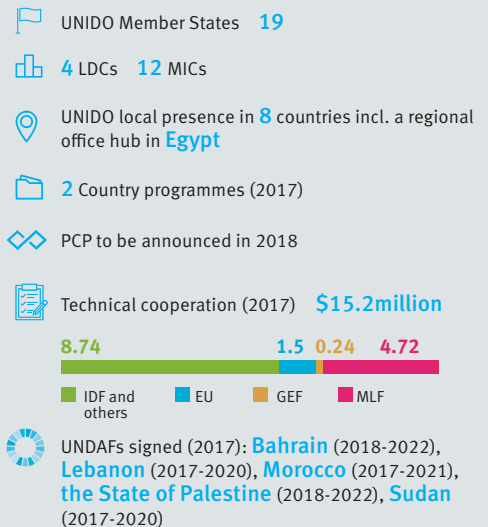 UNIDO Member States 19
4 LDCs 12 MICs
UNIDO local presence in 8 countries incl. a regional
office hub in Egypt
2 Country programmes (2017)
PCP to be announced in 2018
Technical cooperation (2017) $15.2million
8.74 1.5 0.24 4.72
IDF and
others
EU
GEF
MLF
UNDAFs signed (2017): Bahrain (2018-2022),
Lebanon (2017-2020), Morocco (2017-2021),
the State of Palestine (2018-2022), Sudan
(2017-2020)